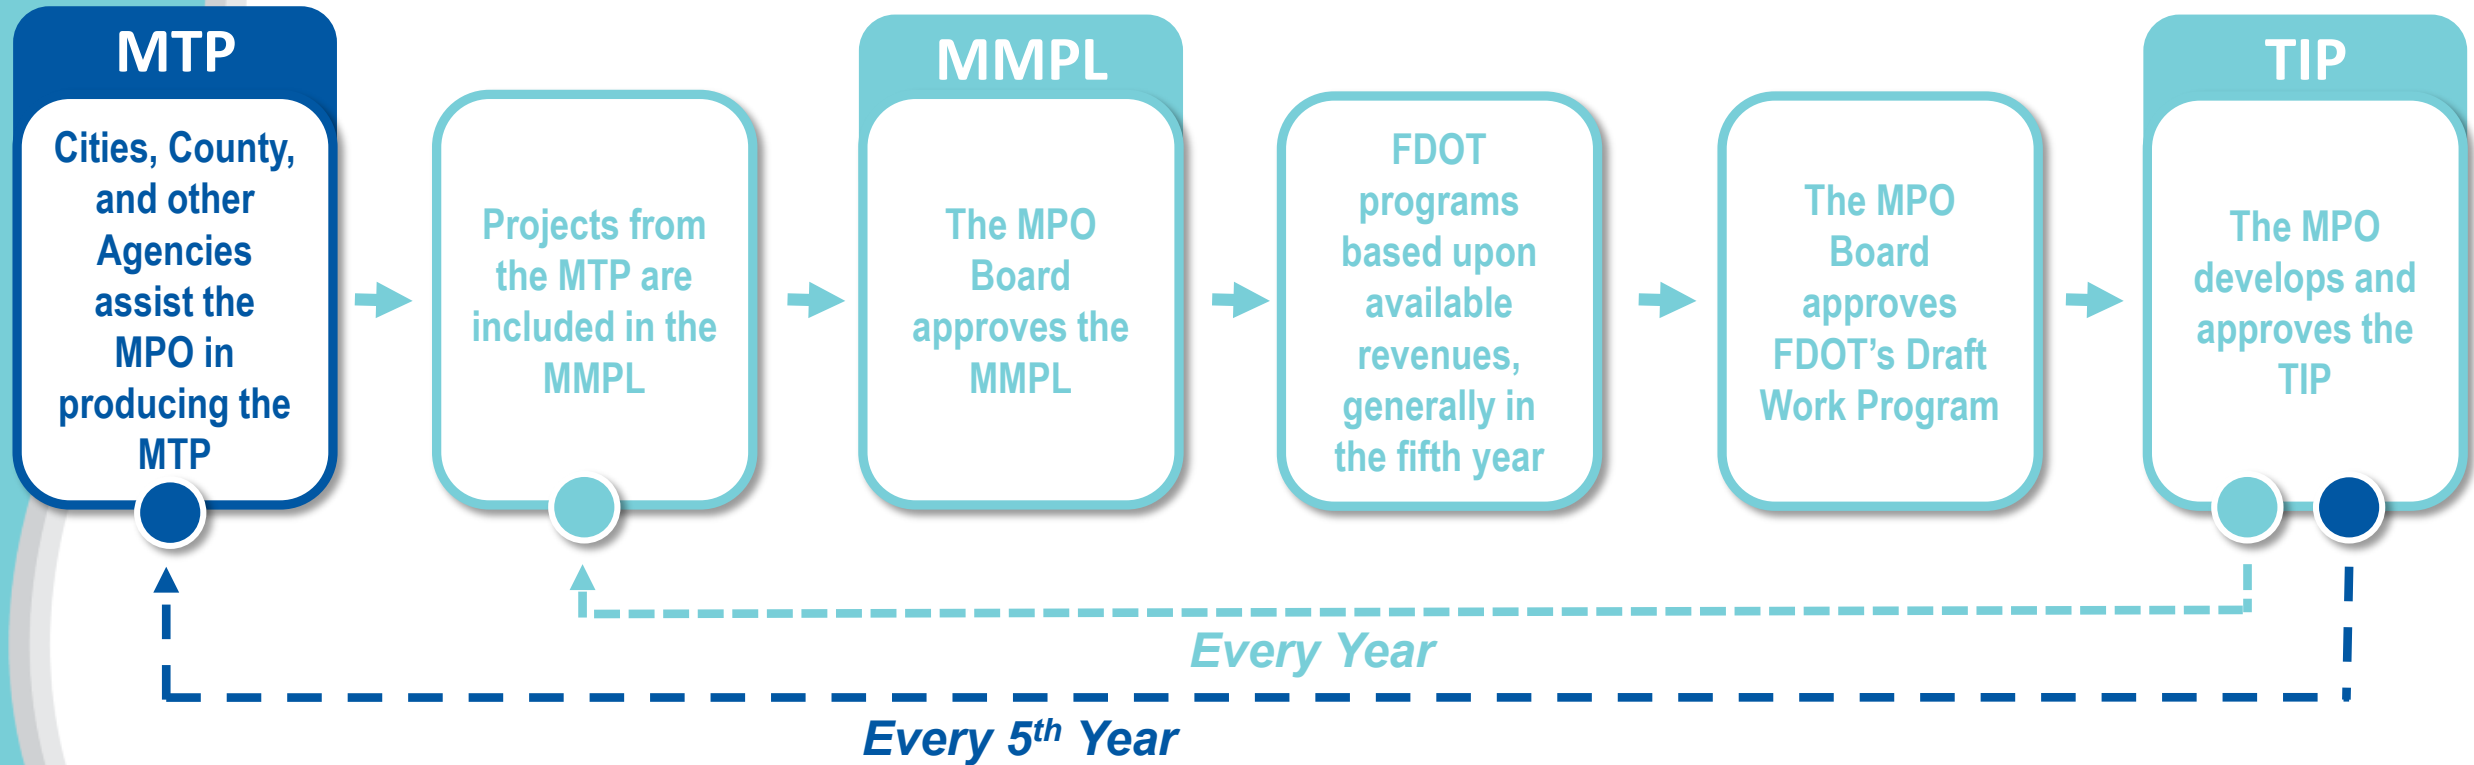 MTP
Cities, County,
and other
Agencies
assist the
MPO in
producing the
MTP
Projects from
the MTP are
included in the
MMPL
MMPL
The MPO
Board
approves the
MMPL
FDOT
programs
based upon
available
revenues,
generally in
the fifth year
The MPO
Board
approves
FDOT’s Draft
Work Program
TIP
The MPO
develops and
approves the
TIP
Every Year
Every 5th Year